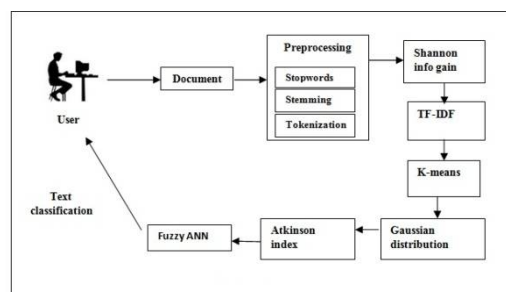 User
Document
Preprocessing
Stopwords
Stemming
Tokenization
Shannon
info gain
TF-IDF
K-means
Gaussian
distribution
Atkinson
index
Fuzzy ANN
Text
classification